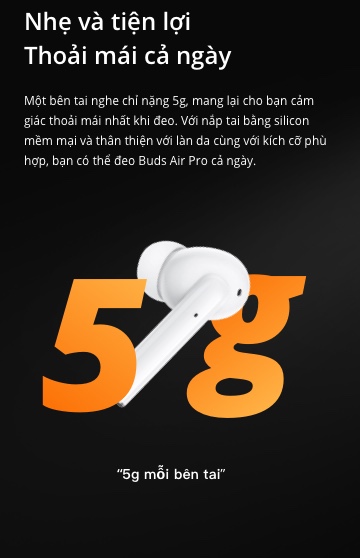 Nhẹ và tiện lợi
Thoải mái cả ngày
Một bên tai nghe chỉ nặng 5g, mang lại cho bạn cảm
giác thoải mái nhất khi đeo. Với nắp tai bằng silicon
mềm mại và thân thiện với làn da cùng với kích cỡ phù
hợp, bạn có thể đeo Buds Air Pro cả ngày.
5g
“5g mỗi bên tai”